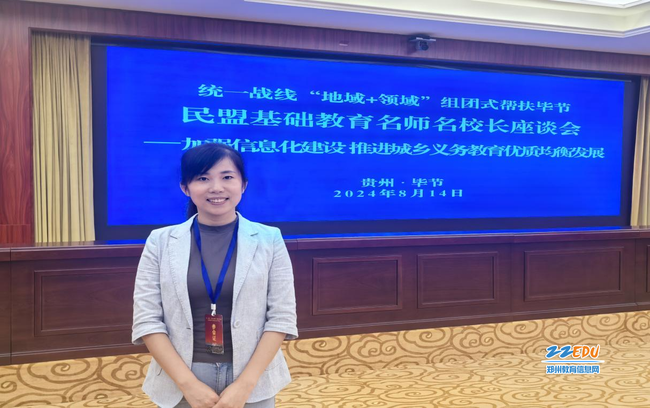 统一战线“地域+领域”组团式帮扶毕节
民盟基础教育名师名校长座谈会
——加强信息化建设 推进城乡义务教育优质均衡发展
贵州·毕节
2024年8月14日
22EDU
郑州教育信息网